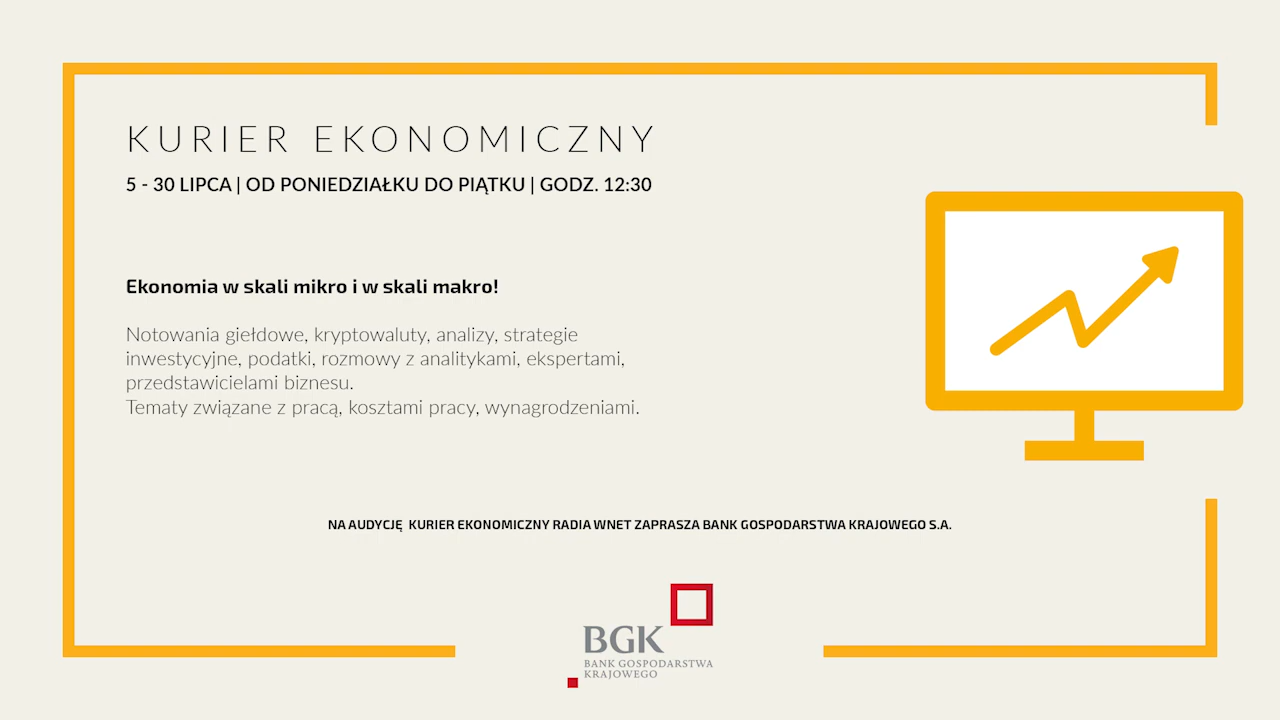 KURIER EKONOMICZNY
5 - 30 LIPCA | OD PONIEDZIAŁKU DO PIĄTKU | GODZ. 12:30
Ekonomia w skali mikro i w skali makro!
Notowania giełdowe, kryptowaluty, analizy, strategie
inwestycyjne, podatki, rozmowy z analitykami, ekspertami,
przedstawicielami biznesu.
Tematy związane z pracą, kosztami pracy, wynagrodzeniami.
NA AUDYCJĘ KURIER EKONOMICZNY RADIA WNET ZAPRASZA BANK GOSPODARSTWA KRAJOWEGO S.A.
BGK
BANK GOSPODARSTWA
KRAJOWEGO